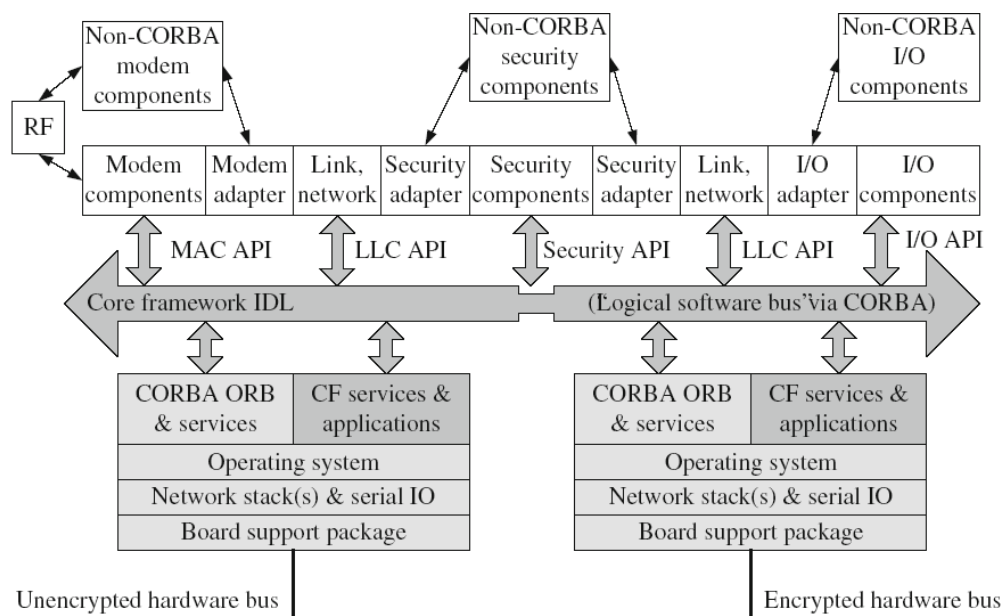 Non-CORBA
modem
components
Non-CORBA
security
components
Non-CORBA
I/O
components
RF
Modem
components
Modem
adapter
Link,
network
Security
adapter
Security
components
Security
adapter
Link,
network
I/O
adapter
I/O
components
MAC API
LLC API
Security API
LLC API
I/O API
Core framework IDL
(“Logical software bus” via CORBA)
CORBA ORB
& services
CF services &
applications
Operating system
Network stack(s) & serial IO
Board support package
CORBA ORB
& services
CF services &
applications
Operating system
Network stack(s) & serial IO
Board support package
Unencrypted hardware bus
Encrypted hardware bus